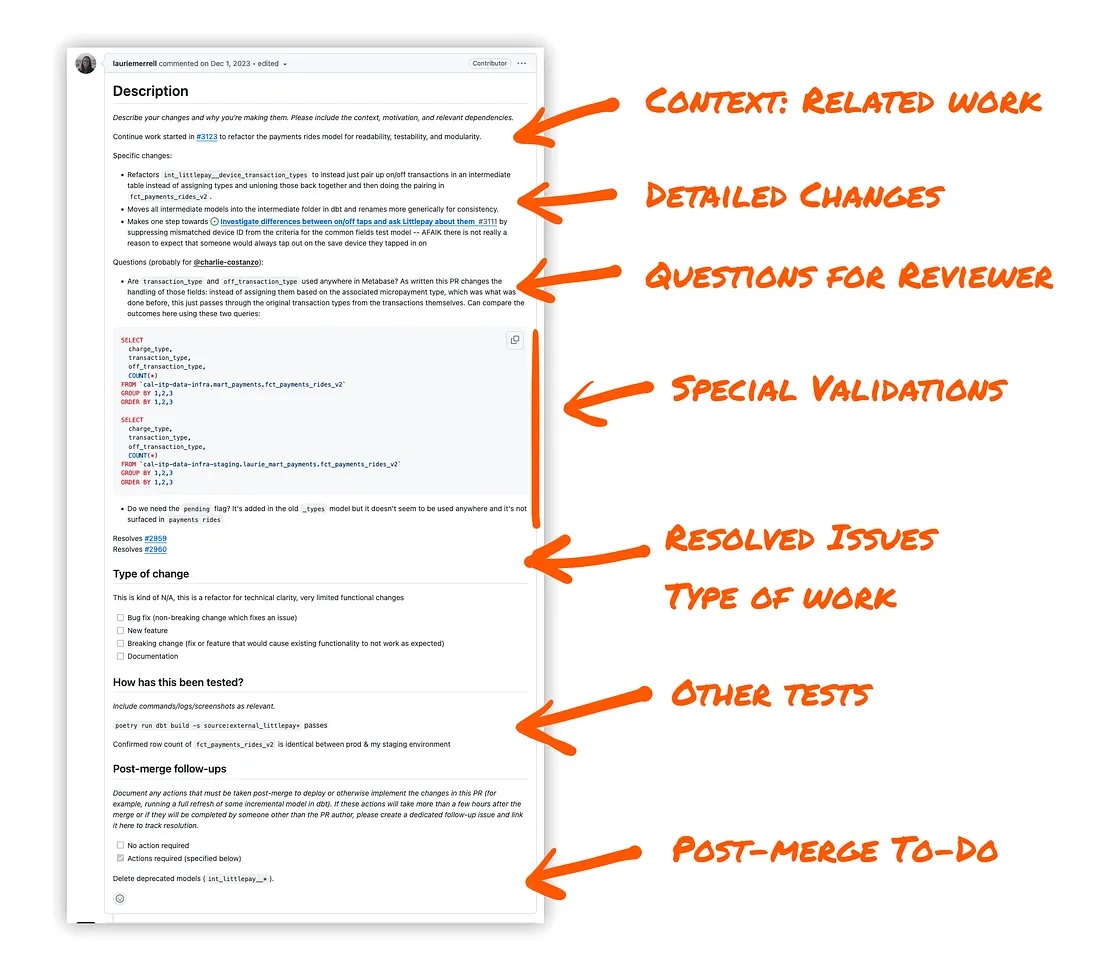 lauriemerrell commented on Dec 1, 2023 • edited
Contributor
Description
Describe your changes and why you're making them. Please include the context, motivation, and relevant dependencies.
Continue work started in #3123 to refactor the payments rides model for readability, testability, and modularity.
Specific changes:
• Refactors int_littlepay__device_transaction_types to instead just pair up on/off transactions in an intermediate
table instead of assigning types and unioning those back together and then doing the pairing in
fct_payments_rides_v2 .
• Moves all intermediate models into the intermediate folder in dbt and renames more generically for consistency.
• Makes one step towards Investigate differences between on/off taps and ask Littlepay about them #3111 by
suppressing mismatched device ID from the criteria for the common fields test model -- AFAIK there is not really a
reason to expect that someone would always tap out on the save device they tapped in on
Questions (probably for @charlie-costanzo):
• Are transaction_type and off_transaction_type used anywhere in Metabase? As written this PR changes the
handling of those fields: instead of assigning them based on the associated micropayment type, which was what was
done before, this just passes through the original transaction types from the transactions themselves. Can compare the
outcomes here using these two queries:
SELECT
charge_type,
transaction_type,
off_transaction_type,
COUNT(*)
FROM `cal-itp-data-infra.mart_payments.fct_payments_rides_v2`
GROUP BY 1,2,3
ORDER BY 1,2,3
SELECT
charge_type,
transaction_type,
off_transaction_type,
COUNT(*)
FROM `cal-itp-data-infra-staging.laurie_mart_payments.fct_payments_rides_v2`
GROUP BY 1,2,3
ORDER BY 1,2,3
• Do we need the pending flag? It's added in the old _types model but it doesn't seem to be used anywhere and it's not
surfaced in payments rides
Resolves #2959
Resolves #2960
Type of change
This is kind of N/A, this is a refactor for technical clarity, very limited functional changes
Bug fix (non-breaking change which fixes an issue)
New feature
Breaking change (fix or feature that would cause existing functionality to not work as expected)
Documentation
How has this been tested?
Include commands/logs/screenshots as relevant.
poetry run dbt build -s source:external_littlepay+ passes
Confirmed row count of fct_payments_rides_v2 is identical between prod & my staging environment
Post-merge follow-ups
Document any actions that must be taken post-merge to deploy or otherwise implement the changes in this PR (for
example, running a full refresh of some incremental model in dbt). If these actions will take more than a few hours after the
merge or if they will be completed by someone other than the PR author, please create a dedicated follow-up issue and link
it here to track resolution.
No action required
Actions required (specified below)
Delete deprecated models ( int_littlepay__* ).
Context: Related work
Detailed Changes
Questions for Reviewer
Special Validations
Resolved Issues
Type of work
Other tests
Post-merge To-Do